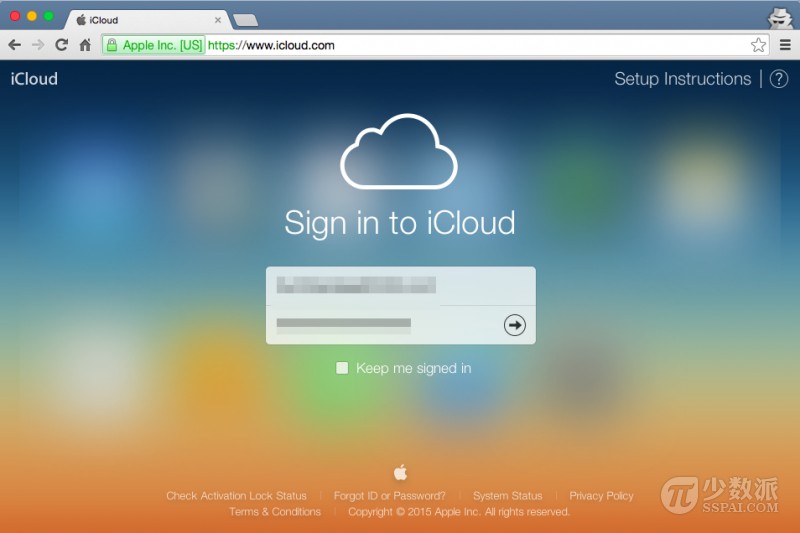 iCloud
Apple Inc. [US] https://www.icloud.com
iCloud Setup Instructions ?
Sign in to iCloud
Keep me signed in
Check Activation Lock Status Forgot ID or Password? System Status Privacy Policy
Terms & Conditions Copyright © 2015 Apple Inc. All rights reserved.
π 少数派
SSPAI.COM